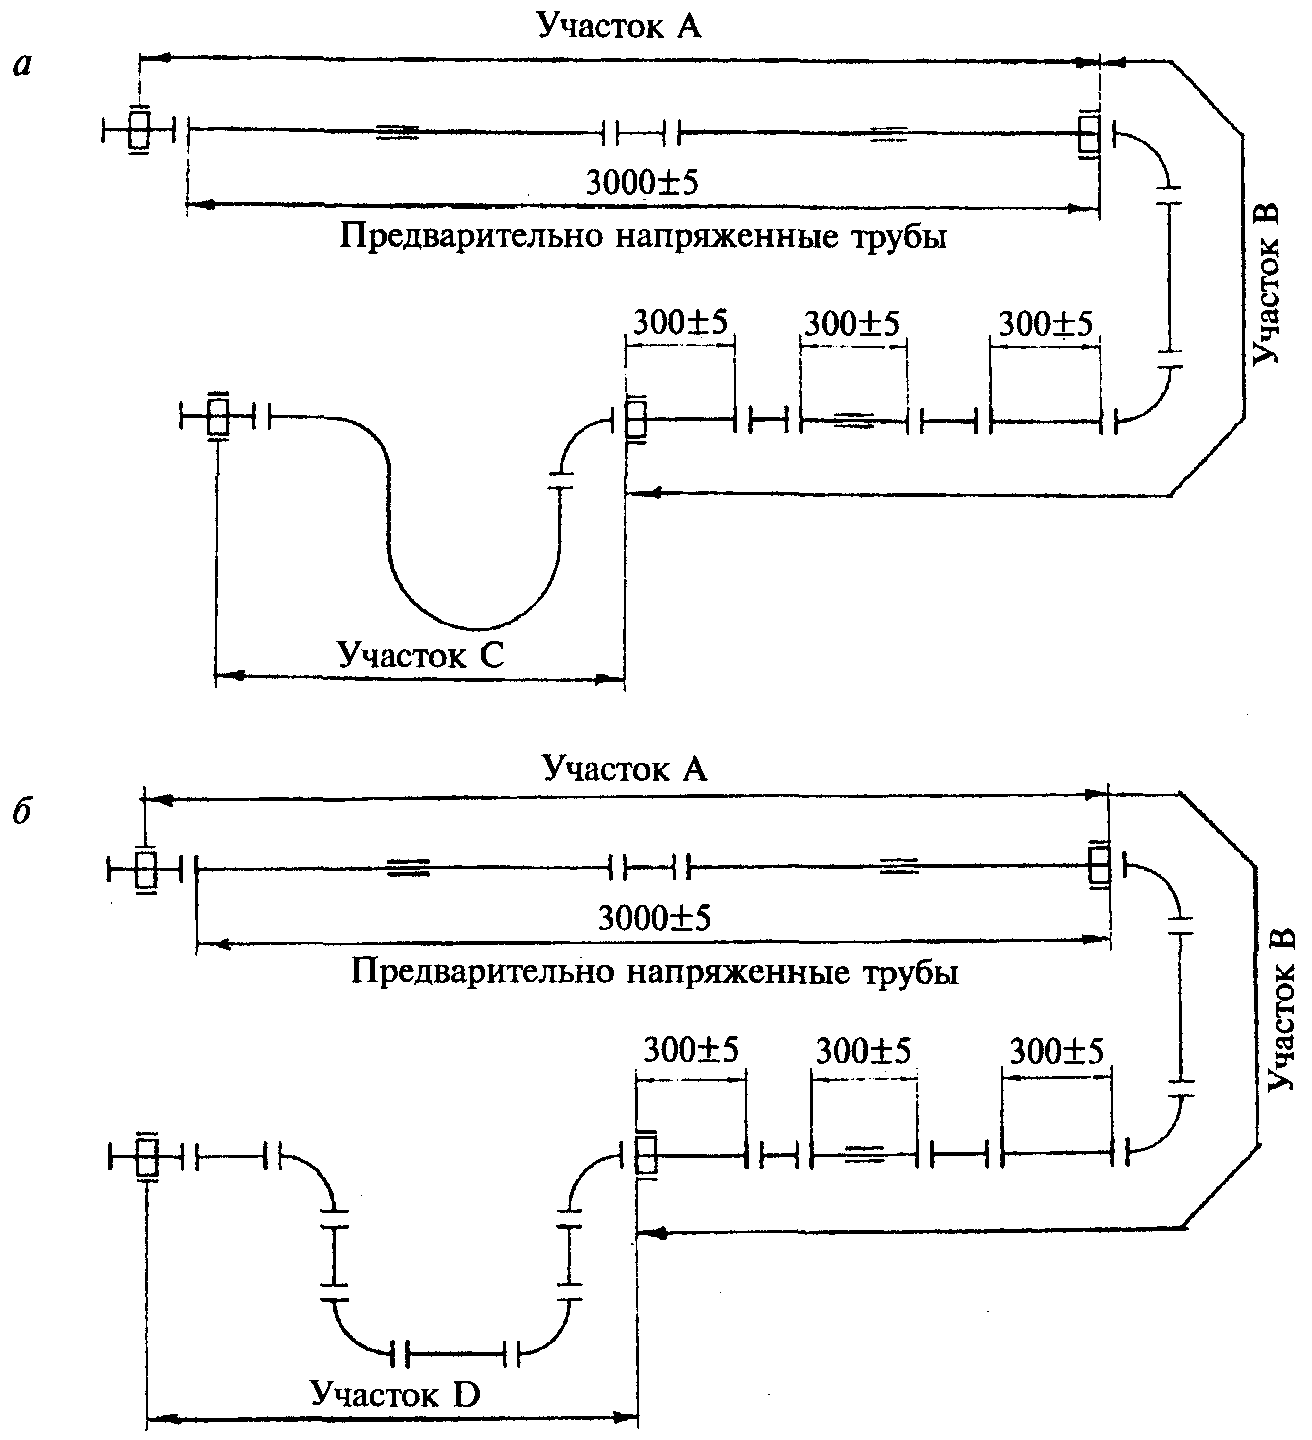 Участок А
а
3000±5
Предварительно напряженные трубы
Участок В
300±5 300±5 300±5
Участок С
Участок А
б
3000±5
Предварительно напряженные трубы
Участок В
300±5 300±5 300±5
Участок D